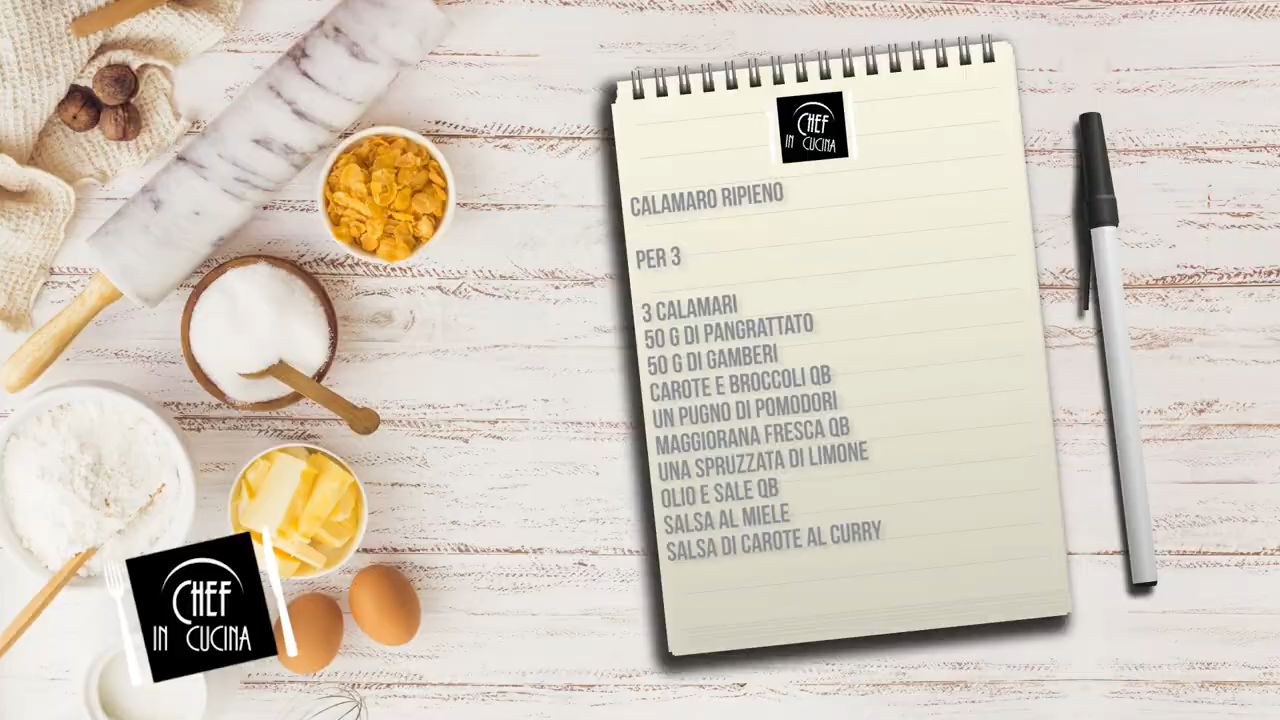 CHEF
IN CUCINA
CALAMARO RIPIENO
PER 3
3 CALAMARI
50 G DI PANGRATTATO
50 G DI GAMBERI
CAROTE E BROCCOLI QB
UN PUGNO DI POMODORI
MAGGIORANA FRESCA QB
UNA SPRUZZATA DI LIMONE
OLIO E SALE QB
SALSA AL MIELE
SALSA DI CAROTE AL CURRY
CHEF
IN CUCINA